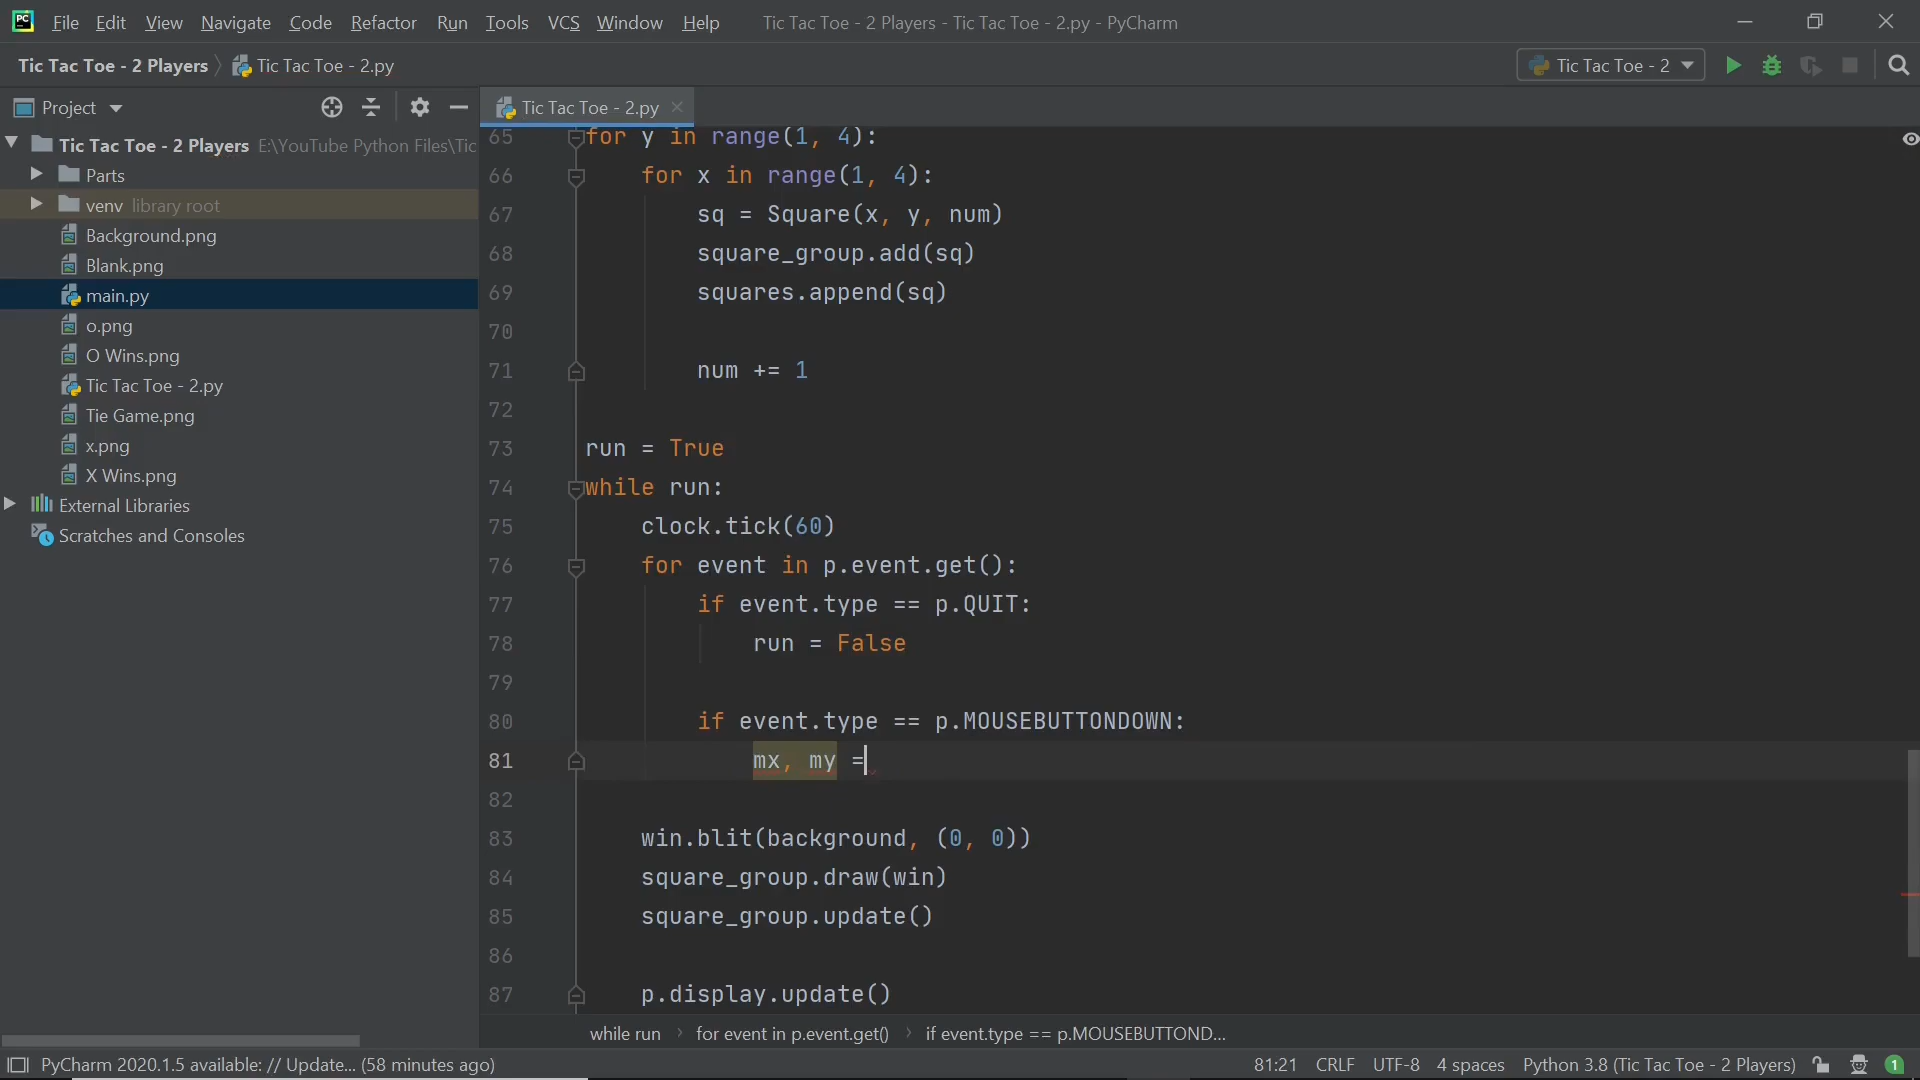 File Edit View Navigate Code Refactor Run Tools VCS Window Help Tic Tac Toe - 2 Players - Tic Tac Toe - 2.py - PyCharm
Tic Tac Toe - 2 Players Tic Tac Toe - 2.py Tic Tac Toe - 2
Project
Tic Tac Toe - 2.py
Tic Tac Toe - 2 Players E:\YouTube Python Files\Tic
Parts
venv library root
Background.png
Blank.png
main.py
o.png
O Wins.png
Tic Tac Toe - 2.py
Tie Game.png
x.png
X Wins.png
External Libraries
Scratches and Consoles
65 for y in range(1, 4):
66 for x in range(1, 4):
67 sq = Square(x, y, num)
68 square_group.add(sq)
69 squares.append(sq)
70
71 num += 1
72
73 run = True
74 while run:
75 clock.tick(60)
76 for event in p.event.get():
77 if event.type == p.QUIT:
78 run = False
79
80 if event.type == p.MOUSEBUTTONDOWN:
81 mx, my =
82
83 win.blit(background, (0, 0))
84 square_group.draw(win)
85 square_group.update()
86
87 p.display.update()
while run for event in p.event.get() if event.type == p.MOUSEBUTTOND...
PyCharm 2020.1.5 available: // Update... (58 minutes ago) 81:21 CRLF UTF-8 4 spaces Python 3.8 (Tic Tac Toe - 2 Players) 1